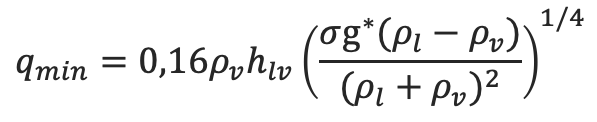 q_min = 0,16ρ_v h_lv (σg*(ρ_l − ρ_v) / (ρ_l + ρ_v)²)^1/4